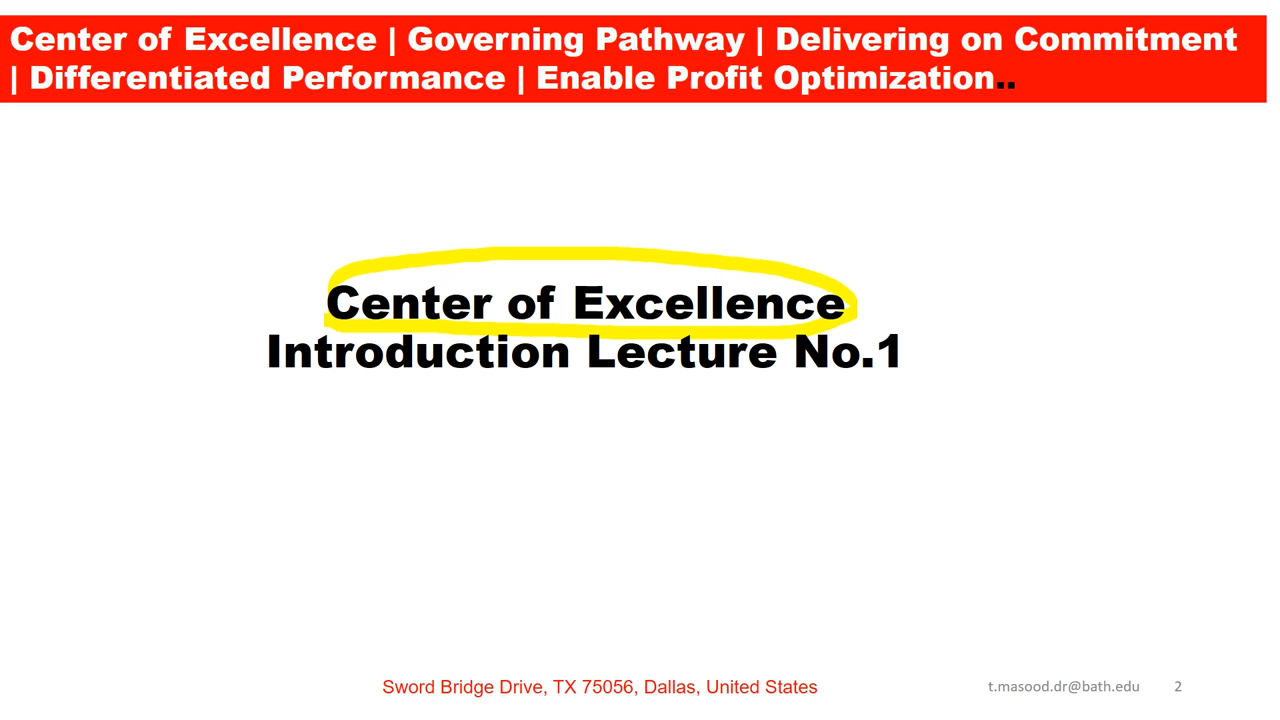 Center of Excellence | Governing Pathway | Delivering on Commitment
| Differentiated Performance | Enable Profit Optimization..
Center of Excellence
Introduction Lecture No.1
Sword Bridge Drive, TX 75056, Dallas, United States
t.masood.dr@bath.edu
2